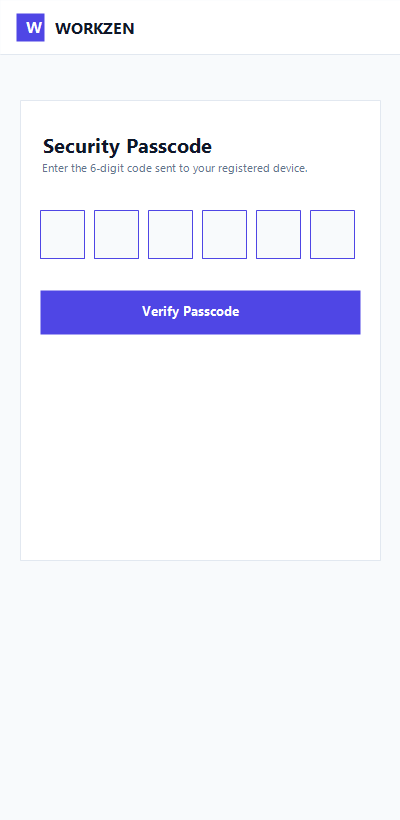 W WORKZEN
Security Passcode
Enter the 6-digit code sent to your registered device.
Verify Passcode